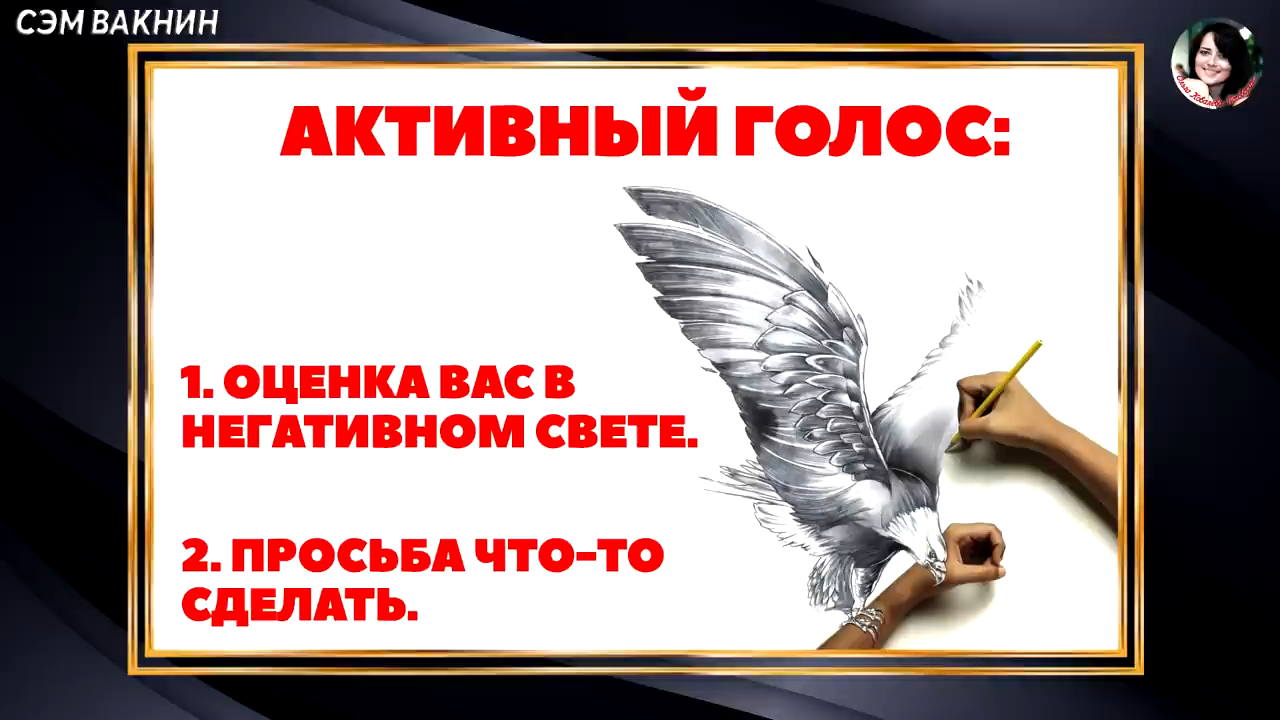 СЭМ ВАКНИН
АКТИВНЫЙ ГОЛОС:
1. ОЦЕНКА ВАС В
НЕГАТИВНОМ СВЕТЕ.
2. ПРОСЬБА ЧТО-ТО
СДЕЛАТЬ.